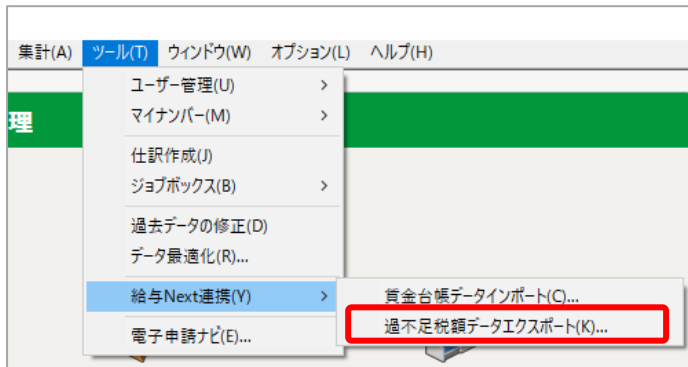 集計(A) ツール(T) ウィンドウ(W) オプション(L) ヘルプ(H)
理
ユーザー管理(U) >
マイナンバー(M) >
仕訳作成(J)
ジョブボックス(B) >
過去データの修正(D)
データ最適化(R)...
給与Next連携(Y) >
賃金台帳データインポート(C)...
過不足税額データエクスポート(K)...
電子申請ナビ(E)...